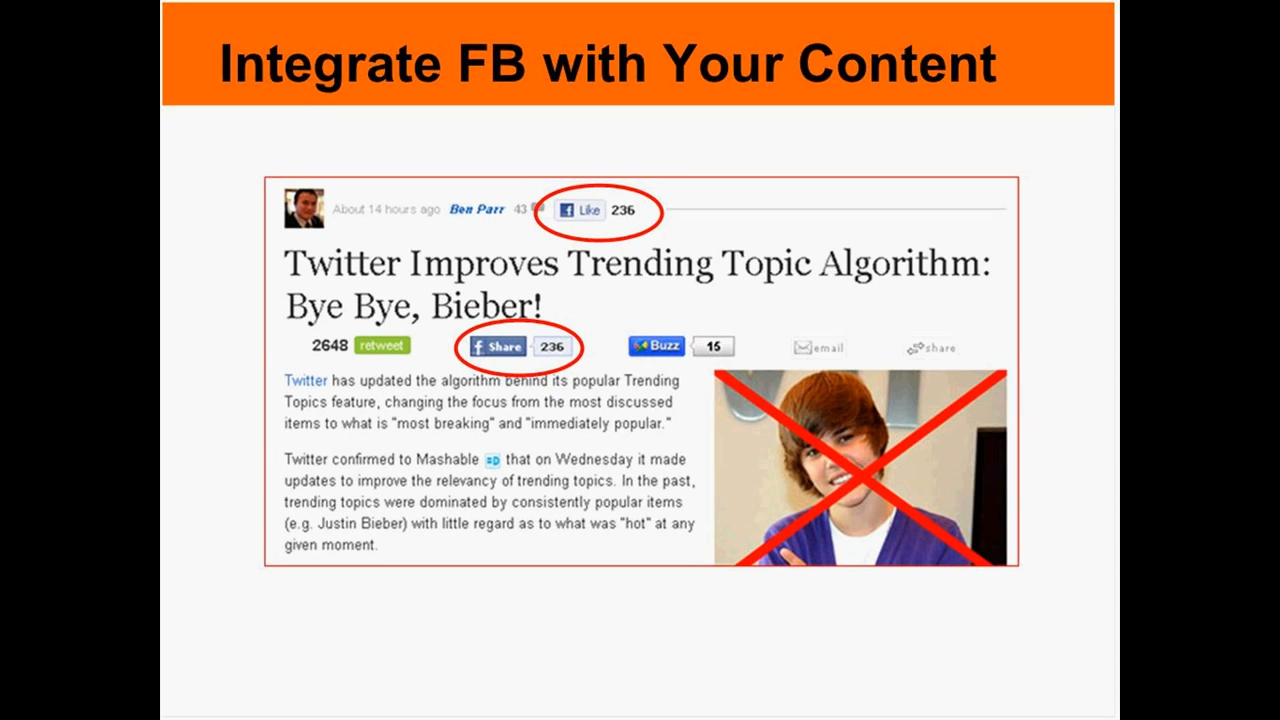 Integrate FB with Your Content
About 14 hours ago Ben Parr 43 Like 236
Twitter Improves Trending Topic Algorithm:
Bye Bye, Bieber!
2648 retweet f Share 236 Buzz 15 email share
Twitter has updated the algorithm behind its popular Trending
Topics feature, changing the focus from the most discussed
items to what is "most breaking" and "immediately popular."
Twitter confirmed to Mashable that on Wednesday it made
updates to improve the relevancy of trending topics. In the past,
trending topics were dominated by consistently popular items
(e.g. Justin Bieber) with little regard as to what was "hot" at any
given moment.